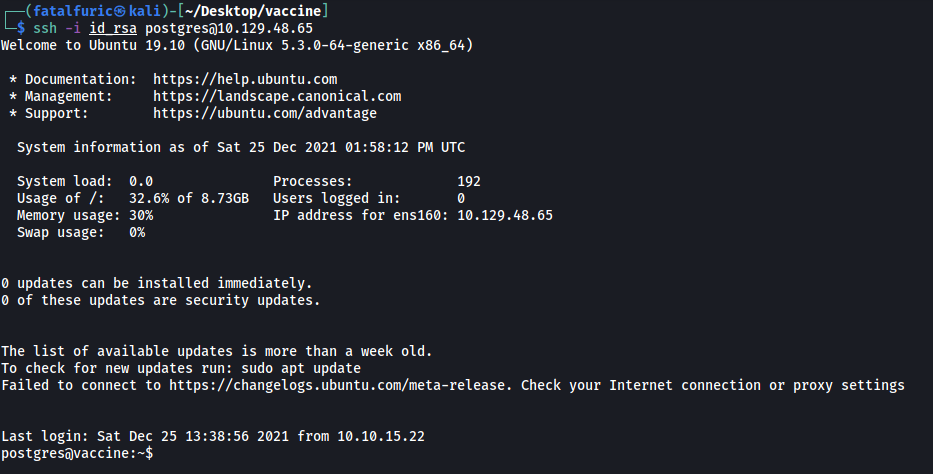 ┌──(fatalfuric㉿kali)-[~/Desktop/vaccine]
└─$ ssh -i id_rsa postgres@10.129.48.65
Welcome to Ubuntu 19.10 (GNU/Linux 5.3.0-64-generic x86_64)
* Documentation:  https://help.ubuntu.com
* Management:     https://landscape.canonical.com
* Support:        https://ubuntu.com/advantage
System information as of Sat 25 Dec 2021 01:58:12 PM UTC
System load:  0.0               Processes:             192
Usage of /:   32.6% of 8.73GB   Users logged in:       0
Memory usage: 30%               IP address for ens160: 10.129.48.65
Swap usage:   0%
0 updates can be installed immediately.
0 of these updates are security updates.
The list of available updates is more than a week old.
To check for new updates run: sudo apt update
Failed to connect to https://changelogs.ubuntu.com/meta-release. Check your Internet connection or proxy settings
Last login: Sat Dec 25 13:38:56 2021 from 10.10.15.22
postgres@vaccine:~$